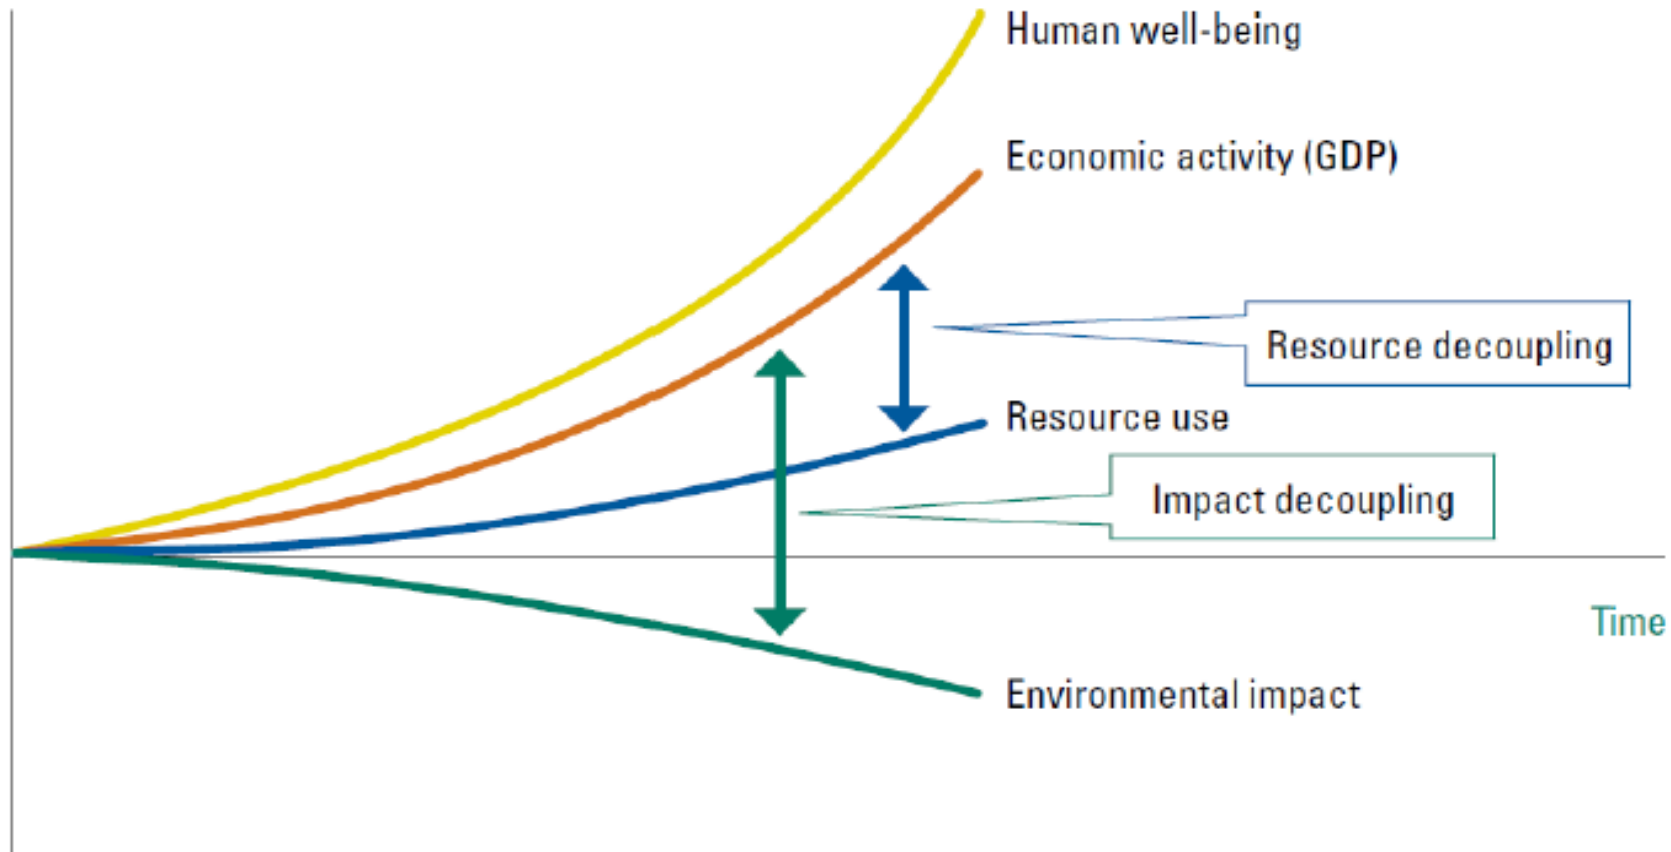 Human well-being
Economic activity (GDP)
Resource decoupling
Resource use
Impact decoupling
Time
Environmental impact